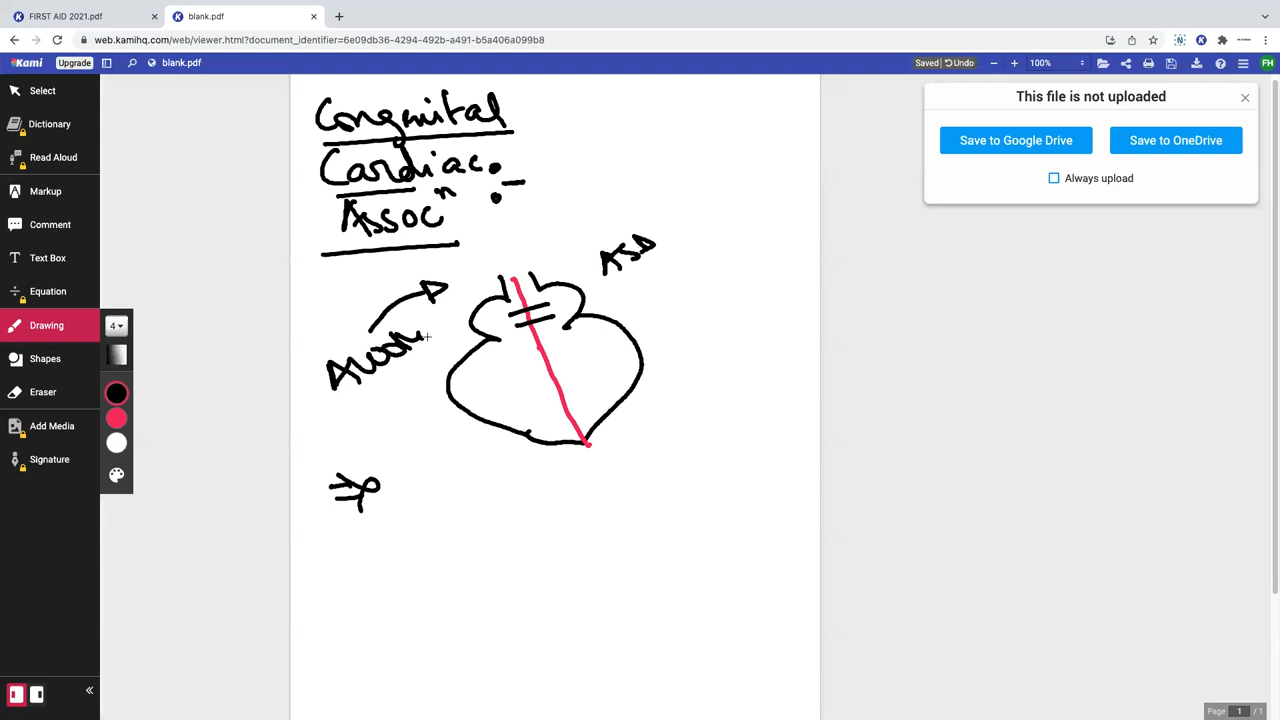 FIRST AID 2021.pdf
blank.pdf
web.kamihq.com/web/viewer.html?document_identifier=6e09db36-4294-492b-a491-b5a406a099b8
Kami
Upgrade
blank.pdf
Saved
Undo
100%
FH
Select
Dictionary
Read Aloud
Markup
Comment
Text Box
Equation
Drawing
4
Shapes
Eraser
Add Media
Signature
This file is not uploaded
Save to Google Drive
Save to OneDrive
Always upload
Congenital
Cardiac :-
Assoc n
ASD
Page 1 / 1